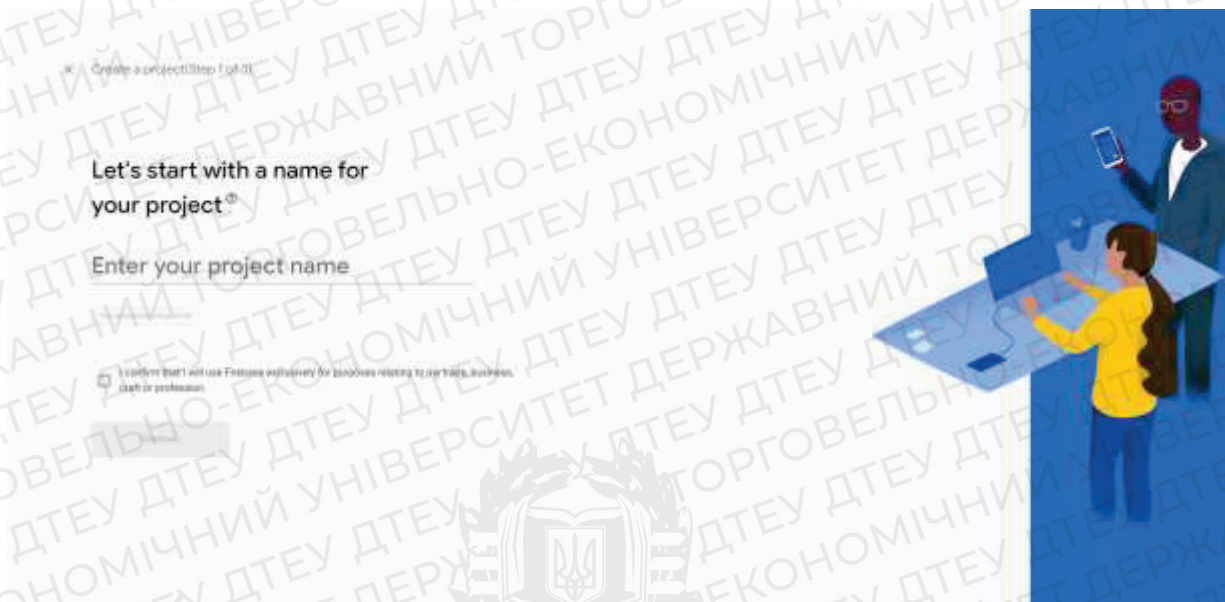 Create a project(Step 1 of 3)
Let's start with a name for
your project
Enter your project name
I confirm that I will use Firebase exclusively for purposes relating to my trade, business,
craft or profession
ДЕРЖАВНИЙ ТОРГОВЕЛЬНО-ЕКОНОМІЧНИЙ УНІВЕРСИТЕТ ДТЕУ